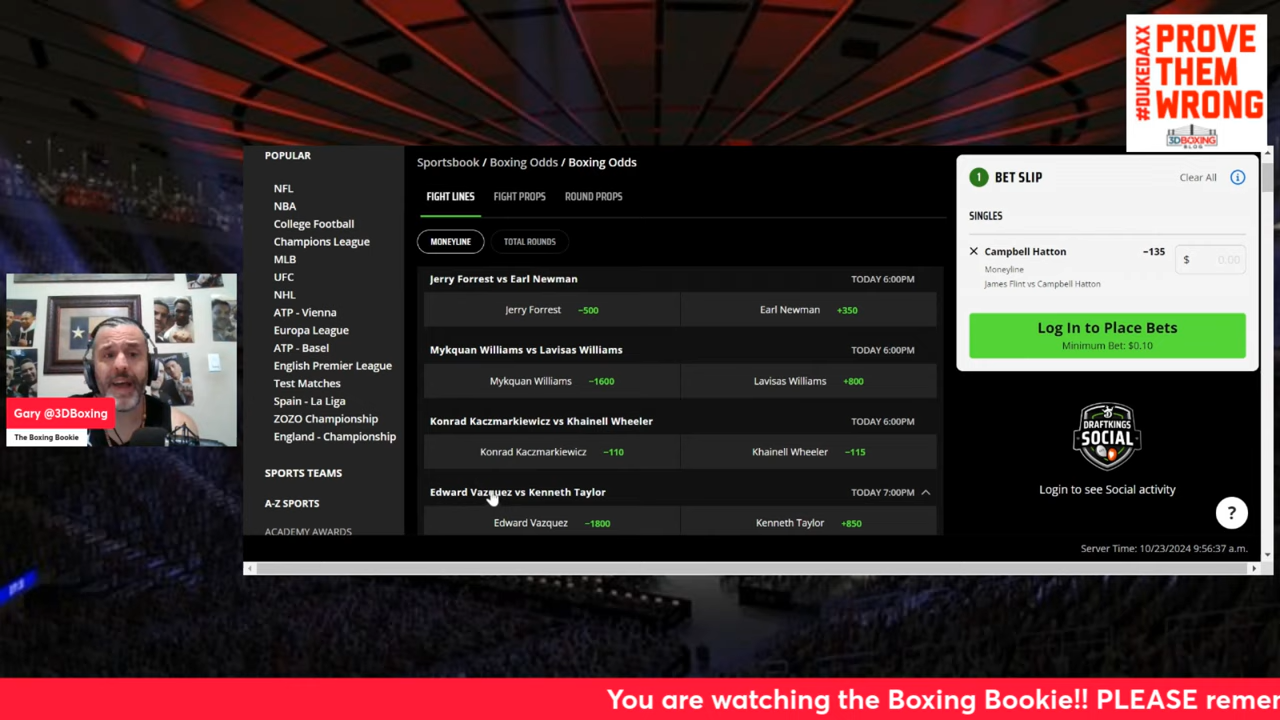 #DUKEDAXX
PROVE
THEM
WRONG
3DBOXING
BLOG
POPULAR
NFL
NBA
College Football
Champions League
MLB
UFC
NHL
ATP - Vienna
Europa League
ATP - Basel
English Premier League
Test Matches
Spain - La Liga
ZOZO Championship
England - Championship
SPORTS TEAMS
A-Z SPORTS
ACADEMY AWARDS
Sportsbook / Boxing Odds / Boxing Odds
FIGHT LINES FIGHT PROPS ROUND PROPS
MONEYLINE TOTAL ROUNDS
Jerry Forrest vs Earl Newman TODAY 6:00PM
Jerry Forrest −500 Earl Newman +350
Mykquan Williams vs Lavisas Williams TODAY 6:00PM
Mykquan Williams −1600 Lavisas Williams +800
Konrad Kaczmarkiewicz vs Khainell Wheeler TODAY 6:00PM
Konrad Kaczmarkiewicz −110 Khainell Wheeler −115
Edward Vazquez vs Kenneth Taylor TODAY 7:00PM
Edward Vazquez −1800 Kenneth Taylor +850
1 BET SLIP Clear All
SINGLES
Campbell Hatton −135 $ 0.00
Moneyline
James Flint vs Campbell Hatton
Log In to Place Bets
Minimum Bet: $0.10
DRAFTKINGS
SOCIAL
Login to see Social activity
?
Server Time: 10/23/2024 9:56:37 a.m.
Gary @3DBoxing
The Boxing Bookie
You are watching the Boxing Bookie!! PLEASE remer